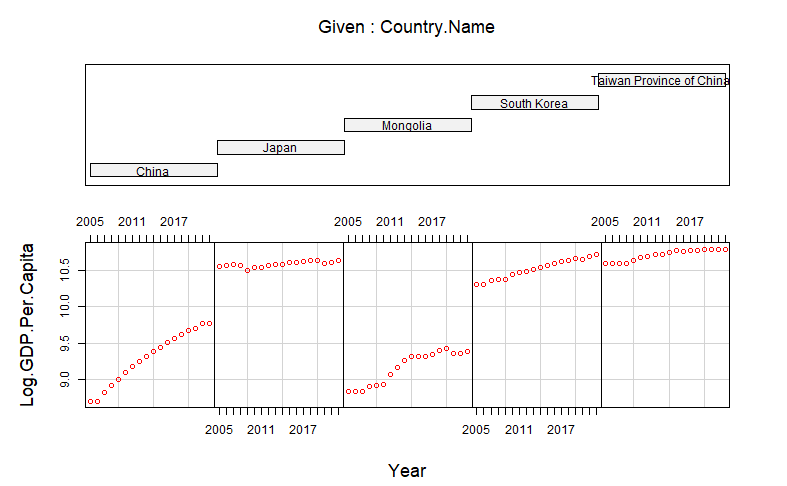 Given : Country.Name
Taiwan Province of China
South Korea
Mongolia
Japan
China
2005 2011 2017 2005 2011 2017 2005 2011 2017
Log.GDP.Per.Capita
10.5
10.0
9.5
9.0
2005 2011 2017 2005 2011 2017
Year